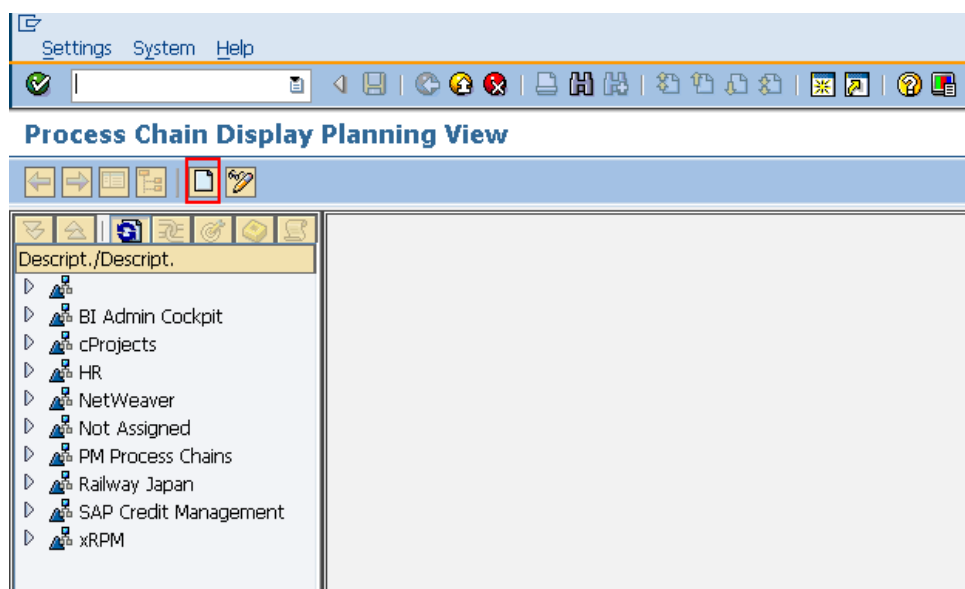 Settings System Help
Process Chain Display Planning View
Descript./Descript.
BI Admin Cockpit
cProjects
HR
NetWeaver
Not Assigned
PM Process Chains
Railway Japan
SAP Credit Management
xRPM